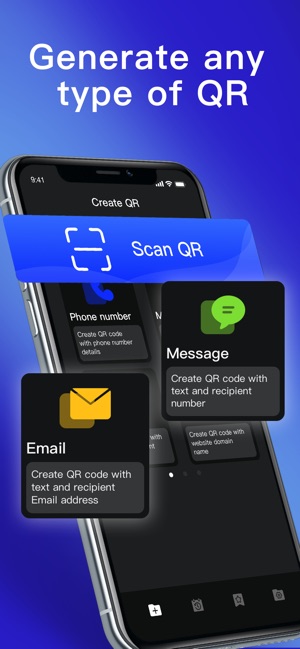 Generate any
type of QR
9:41
Create QR
Scan QR
Phone number
M
Create QR code
with phone number
details.
Message
Create QR code with
text and recipient
number
Email
Create QR code with
text and recipient
Email address
with
Create QR code with
website domain
name